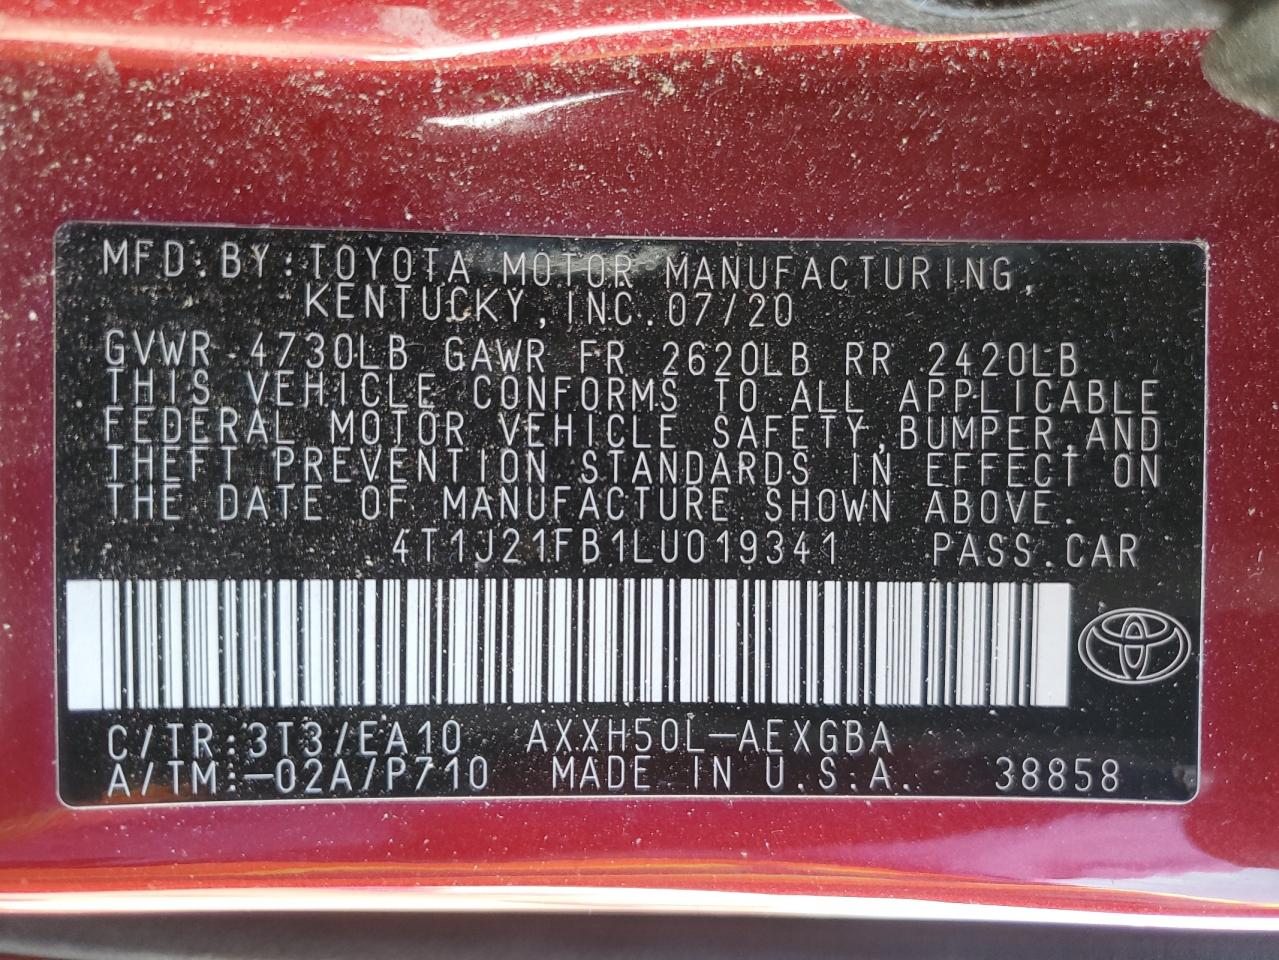 MFD.BY:TOYOTA MOTOR MANUFACTURING,
KENTUCKY,INC.07/20
GVWR 4730LB GAWR FR 2620LB RR 2420LB
THIS VEHICLE CONFORMS TO ALL APPLICABLE
FEDERAL MOTOR VEHICLE SAFETY,BUMPER,AND
THEFT PREVENTION STANDARDS IN EFFECT ON
THE DATE OF MANUFACTURE SHOWN ABOVE.
4T1J21FB1LU019341 PASS.CAR
C/TR:3T3/EA10 AXXH50L-AEXGBA
A/TM:-02A/P710 MADE IN U.S.A. 38858